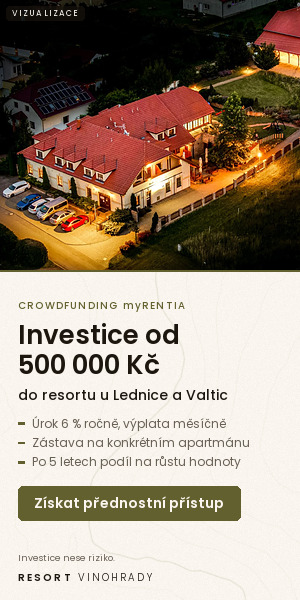 VIZUALIZACE
CROWDFUNDING myRENTIA
Investice od
500 000 Kč
do resortu u Lednice a Valtic
Úrok 6 % ročně, výplata měsíčně
Zástava na konkrétním apartmánu
Po 5 letech podíl na růstu hodnoty
Získat přednostní přístup
Investice nese riziko.
RESORT VINOHRADY